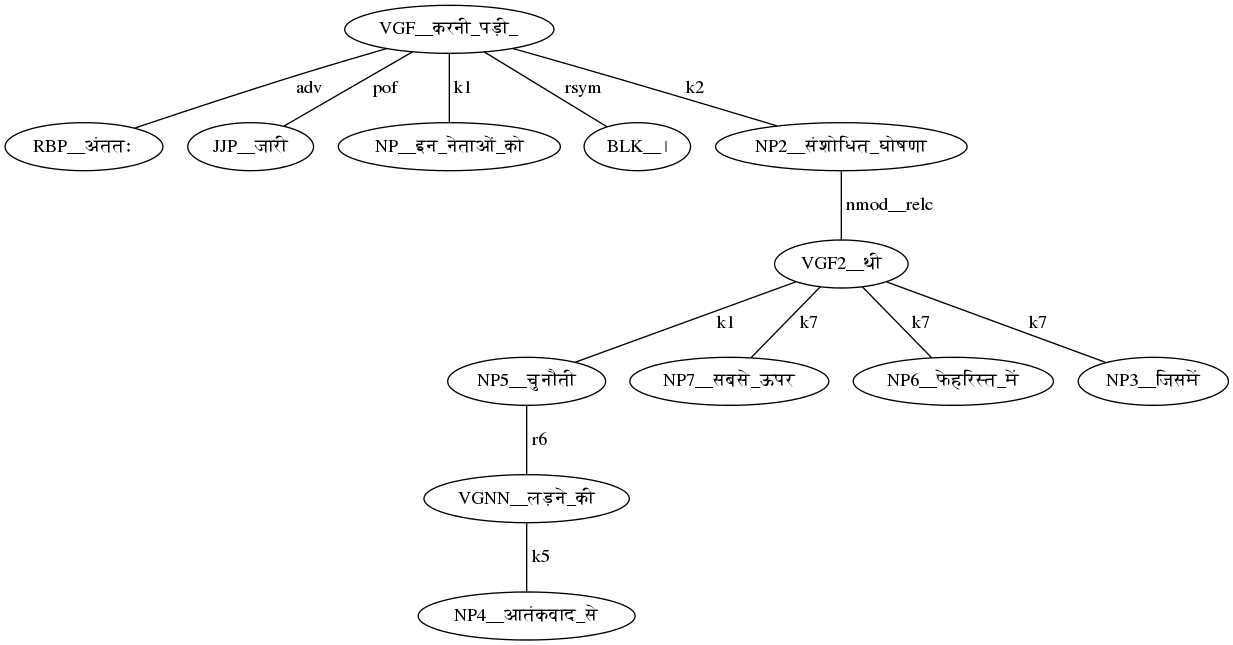 VGF__करनी_पड़ी_
adv pof k1 rsym k2
RBP__अंततः JJP__जारी NP__इन_नेताओं_को BLK__। NP2__संशोधित_घोषणा
nmod__relc
VGF2__थी
k1 k7 k7 k7
NP5__चुनौती NP7__सबसे_ऊपर NP6__फेहरिस्त_में NP3__जिसमें
r6
VGNN__लड़ने_की
k5
NP4__आतंकवाद_से